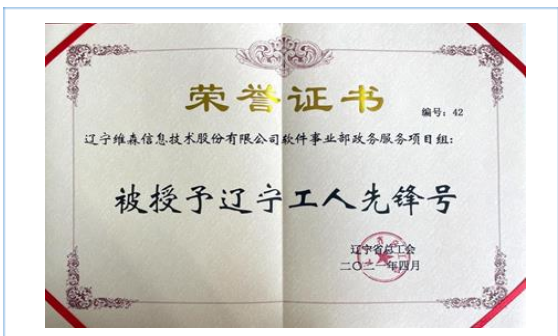 荣誉证书
编号：42
辽宁维森信息技术股份有限公司软件事业部政务服务项目组：
被授予辽宁工人先锋号
辽宁省总工会
二〇二一年四月